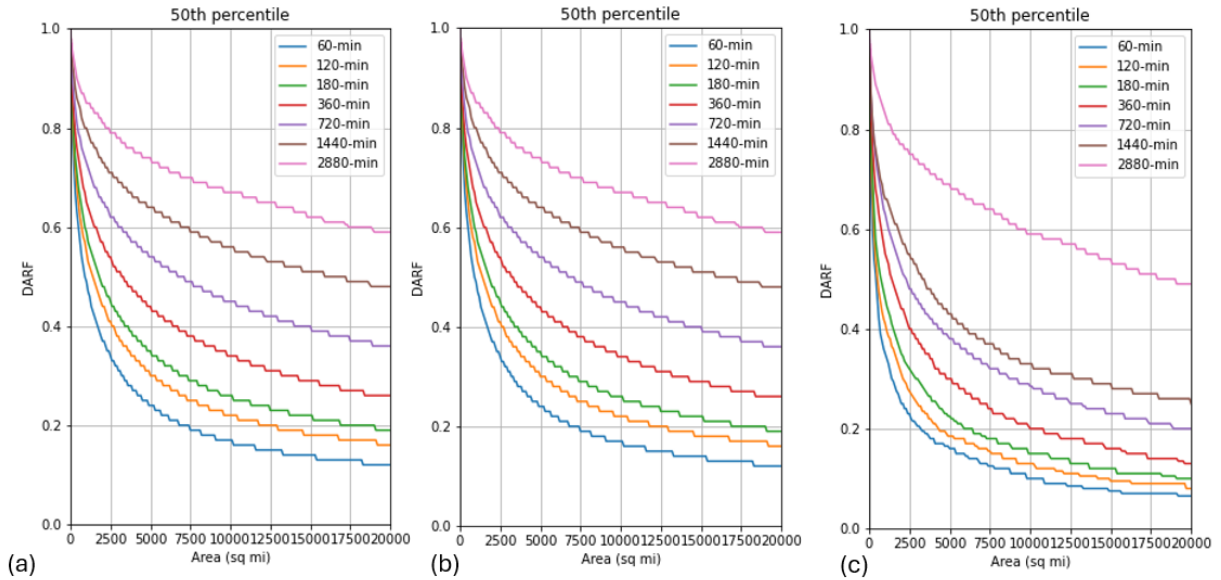 50th percentile
1.0
0.8
0.6
0.4
0.2
0.0
DARF
60-min
120-min
180-min
360-min
720-min
1440-min
2880-min
0 2500 5000 7500 10000 12500 15000 17500 20000
Area (sq mi)
(a)
50th percentile
1.0
0.8
0.6
0.4
0.2
0.0
DARF
60-min
120-min
180-min
360-min
720-min
1440-min
2880-min
0 2500 5000 7500 10000 12500 15000 17500 20000
Area (sq mi)
(b)
50th percentile
1.0
0.8
0.6
0.4
0.2
0.0
DARF
60-min
120-min
180-min
360-min
720-min
1440-min
2880-min
0 2500 5000 7500 10000 12500 15000 17500 20000
Area (sq mi)
(c)